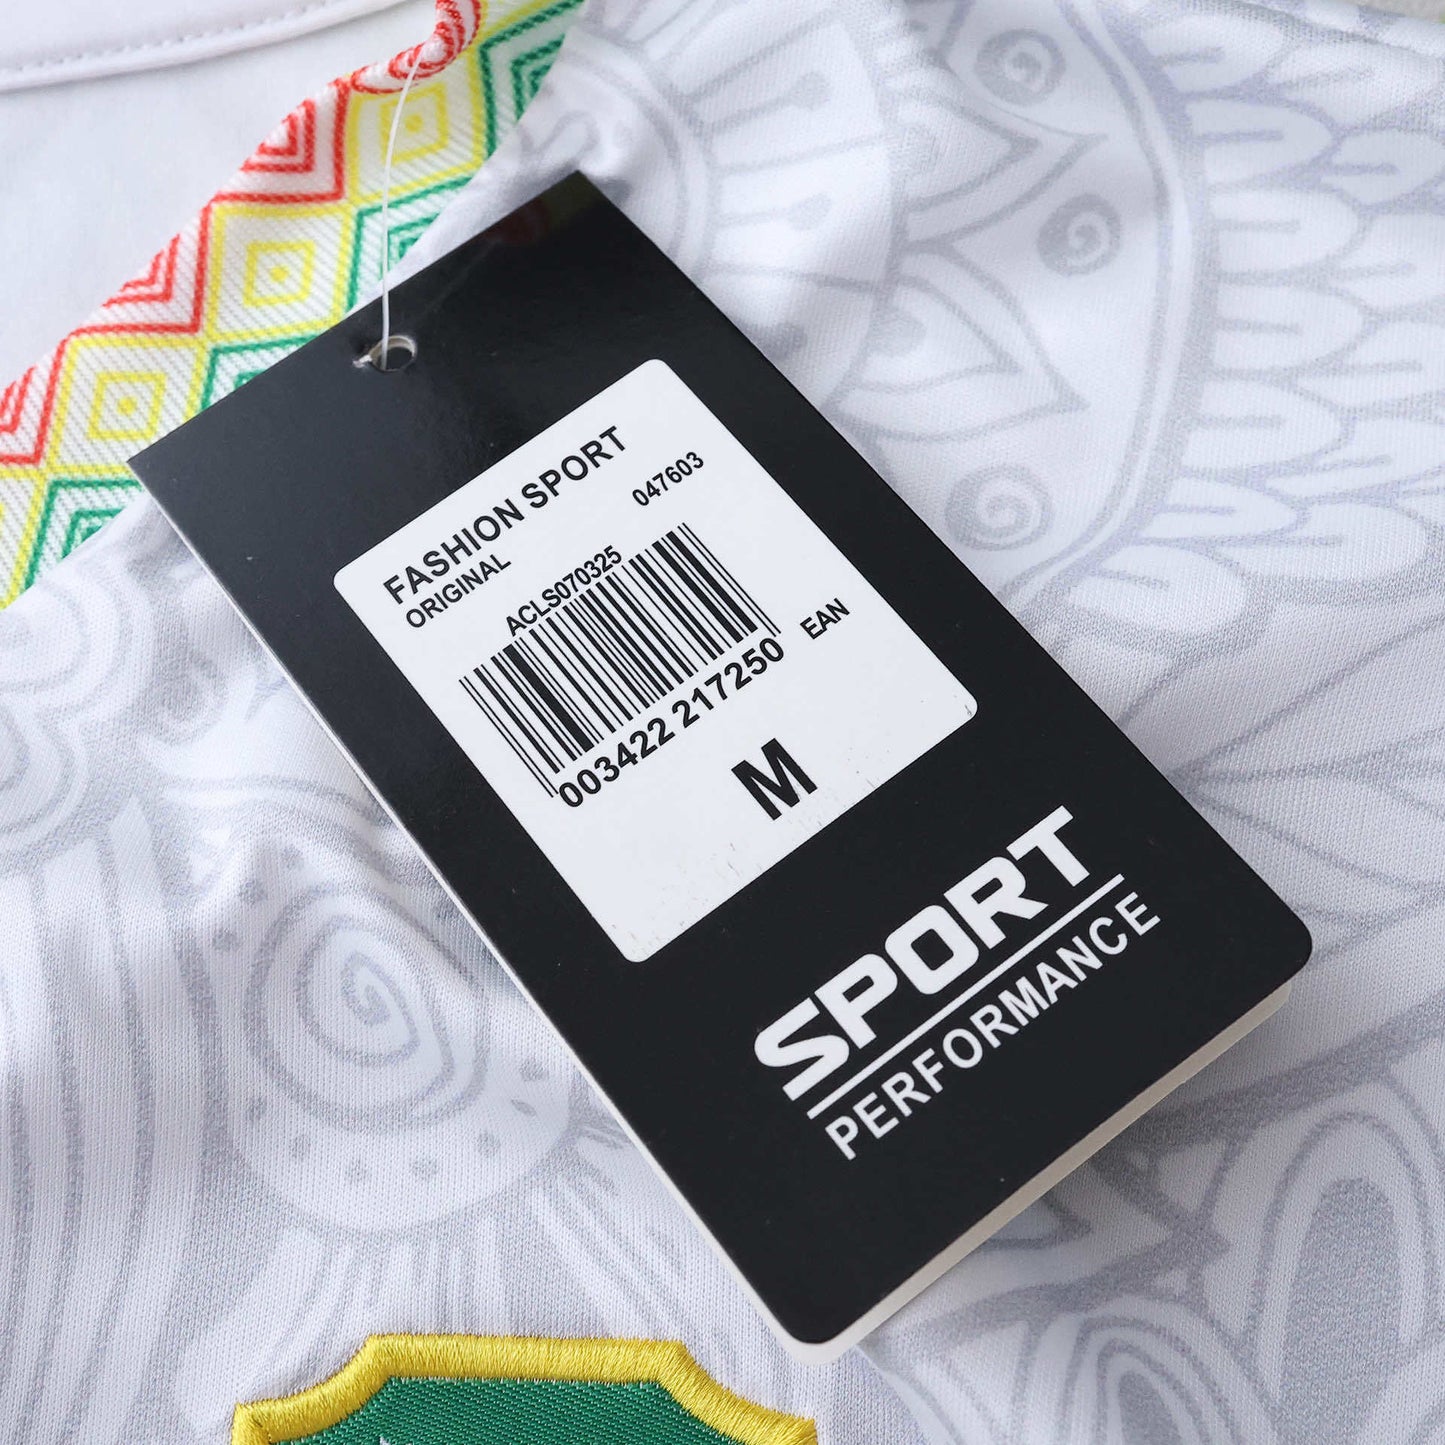 FASHION SPORT
ORIGINAL
047603
ACLS070325
003422 217250
EAN
M
SPORT
PERFORMANCE